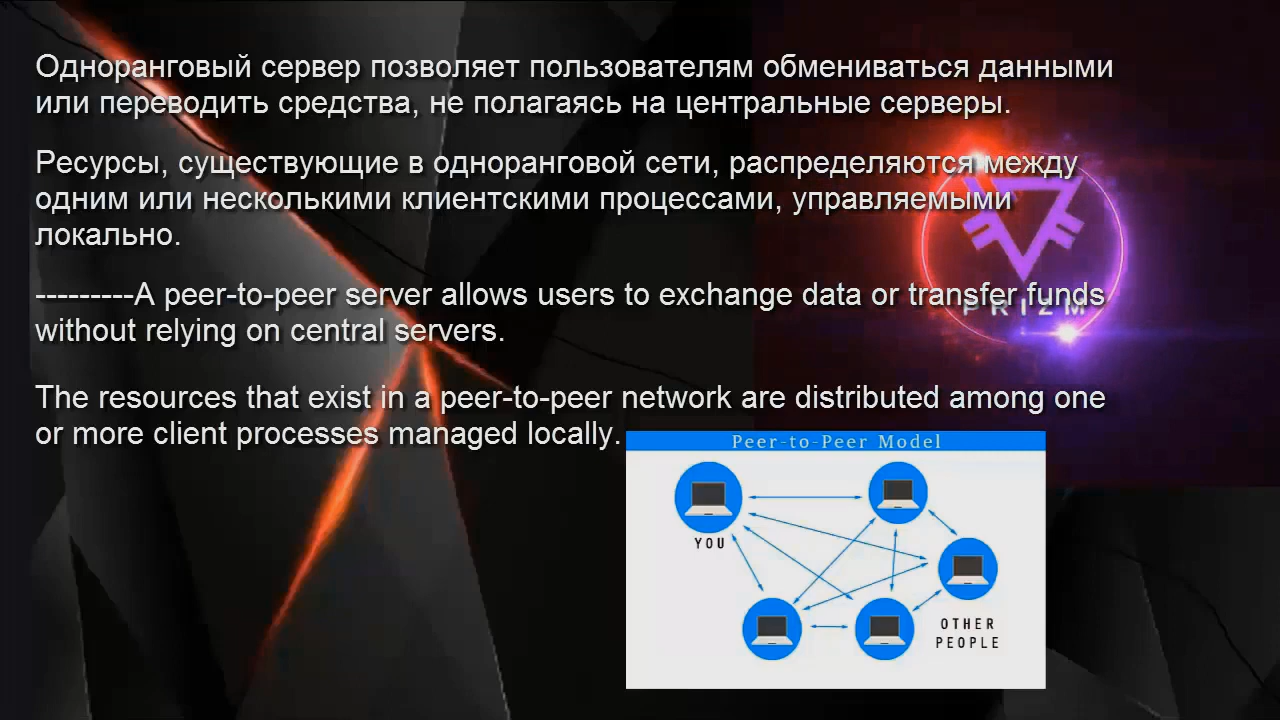 Одноранговый сервер позволяет пользователям обмениваться данными
или переводить средства, не полагаясь на центральные серверы.
Ресурсы, существующие в одноранговой сети, распределяются между
одним или несколькими клиентскими процессами, управляемыми
локально.
---------A peer-to-peer server allows users to exchange data or transfer funds
without relying on central servers.
The resources that exist in a peer-to-peer network are distributed among one
or more client processes managed locally.
PRIZM
Peer-to-Peer Model
YOU
OTHER
PEOPLE